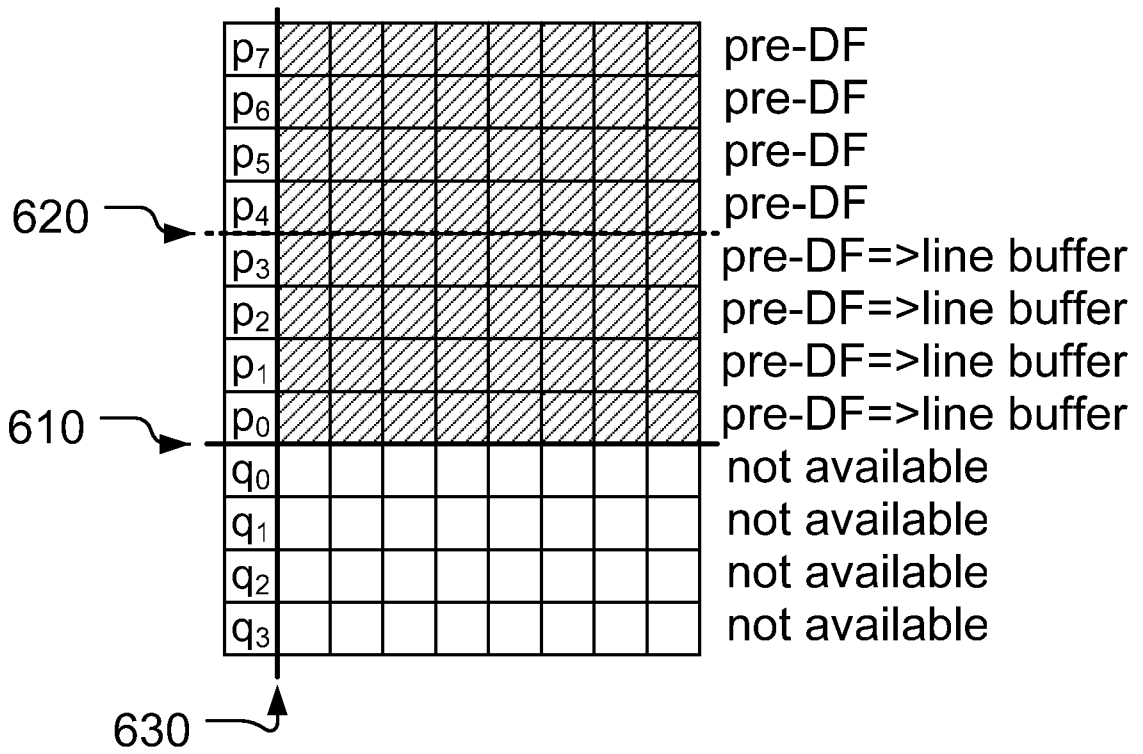 p7 pre-DF
p6 pre-DF
p5 pre-DF
p4 pre-DF
620
p3 pre-DF=>line buffer
p2 pre-DF=>line buffer
p1 pre-DF=>line buffer
p0 pre-DF=>line buffer
610
q0 not available
q1 not available
q2 not available
q3 not available
630